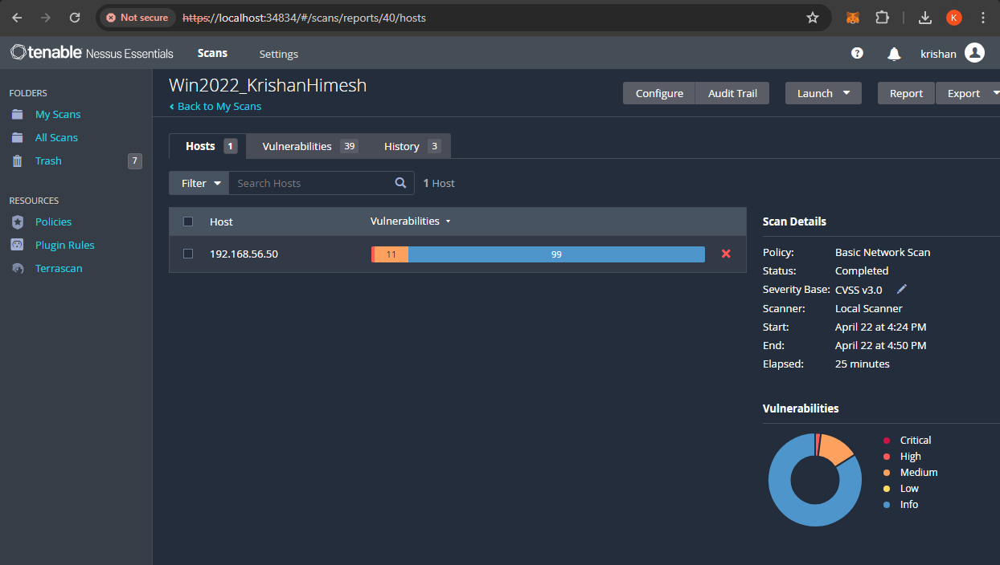 Not secure https://localhost:34834/#/scans/reports/40/hosts K
tenable Nessus Essentials Scans Settings ? krishan
FOLDERS
My Scans
All Scans
Trash 7
RESOURCES
Policies
Plugin Rules
Terrascan
Win2022_KrishanHimesh
Back to My Scans
Configure Audit Trail Launch Report Export
Hosts 1 Vulnerabilities 39 History 3
Filter Search Hosts 1 Host
Host Vulnerabilities
192.168.56.50 11 99
Scan Details
Policy: Basic Network Scan
Status: Completed
Severity Base: CVSS v3.0
Scanner: Local Scanner
Start: April 22 at 4:24 PM
End: April 22 at 4:50 PM
Elapsed: 25 minutes
Vulnerabilities
Critical
High
Medium
Low
Info